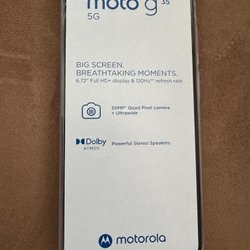 moto g 35
5G
BIG SCREEN.
BREATHTAKING MOMENTS.
6.72" Full HD+ display & 120Hz** refresh rate
50MP* Quad Pixel camera
+ Ultrawide
Dolby
ATMOS
Powerful Stereo Speakers
motorola